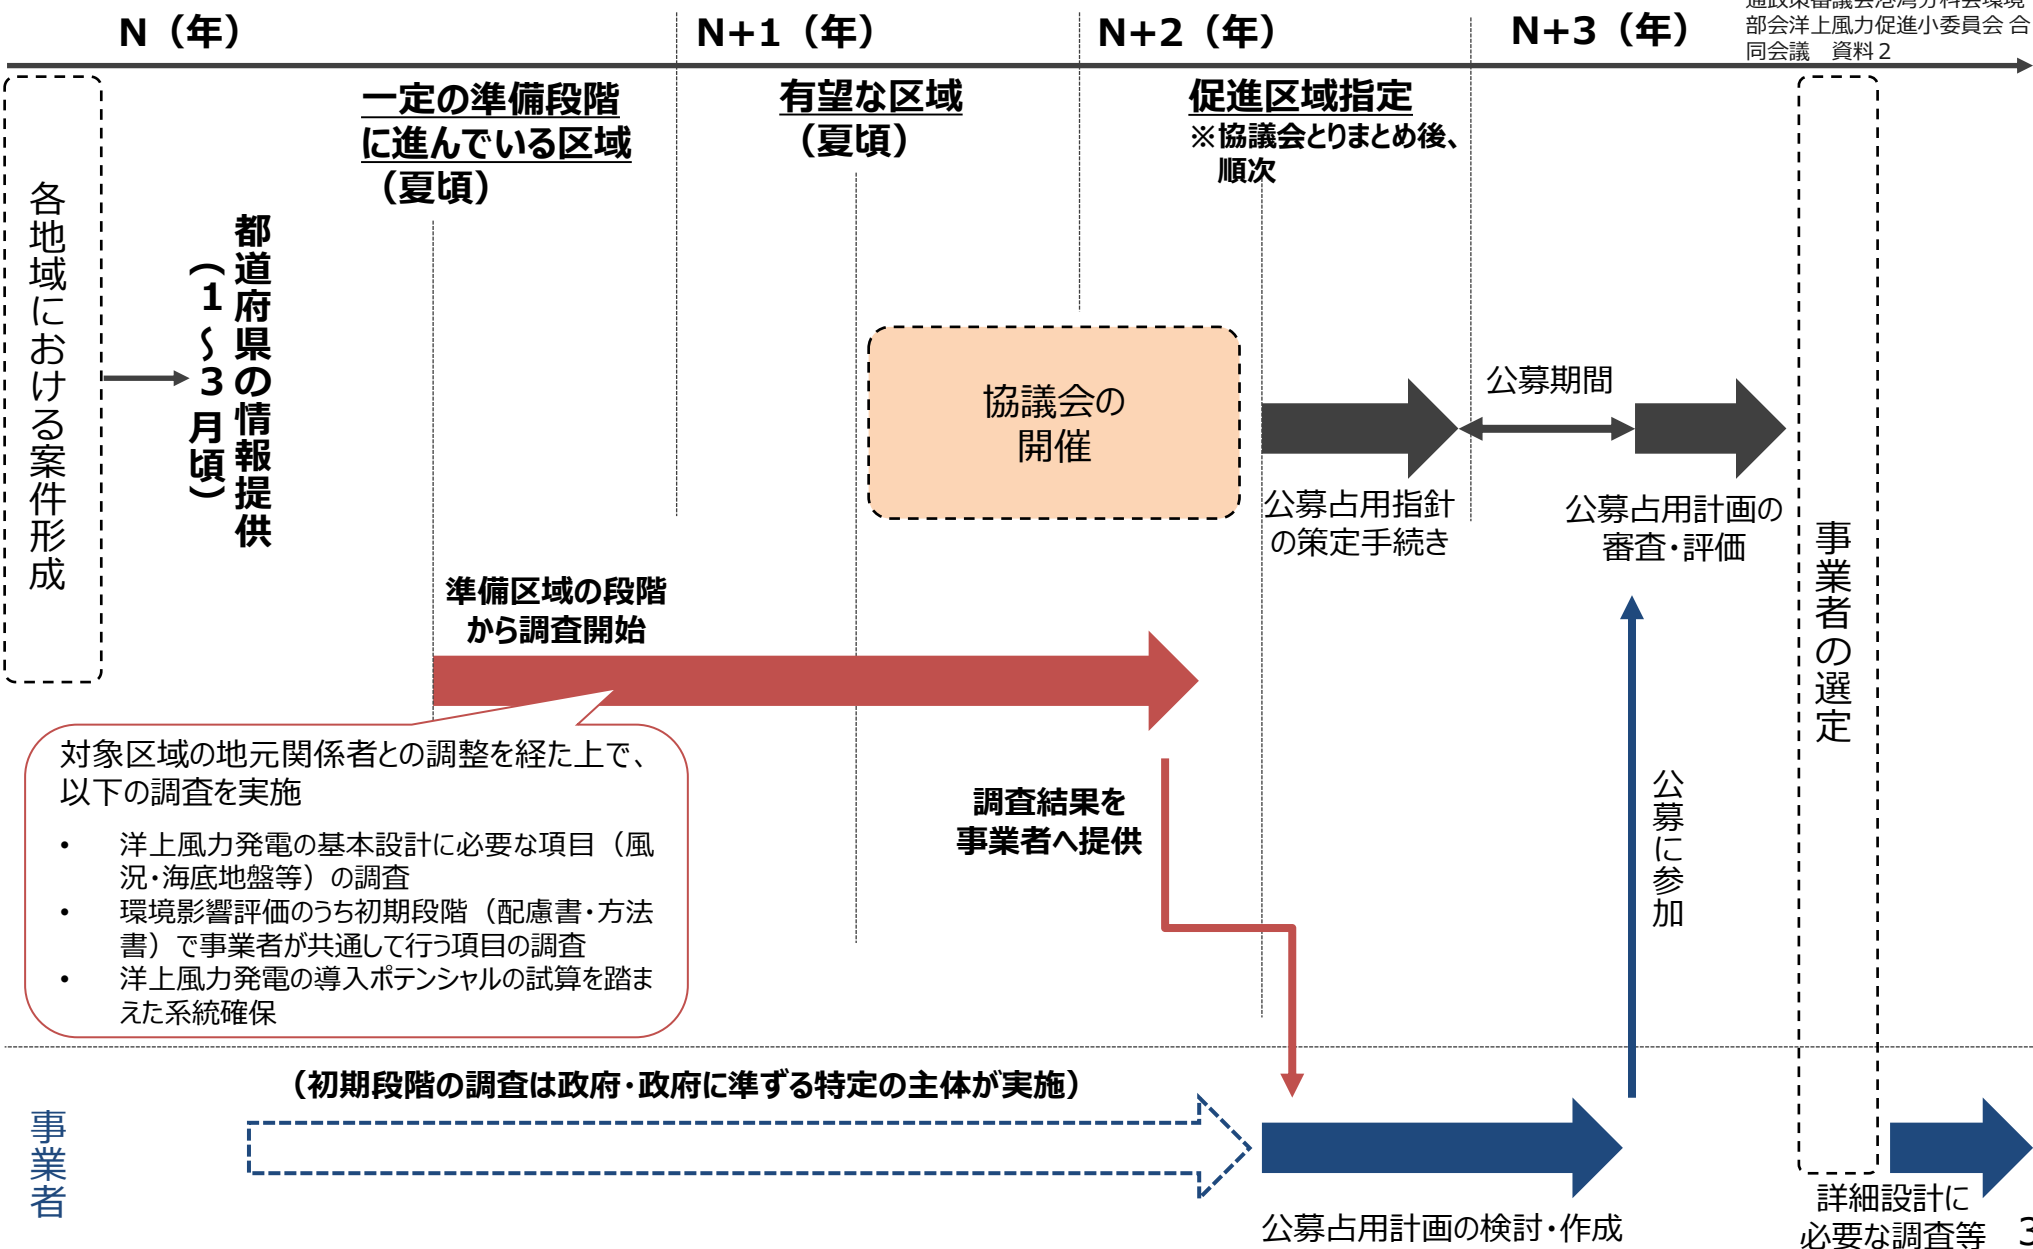 通政策審議会港湾分科会環境
部会洋上風力促進小委員会 合
同会議　資料２
N（年）
N+1（年）
N+2（年）
N+3（年）
一定の準備段階
に進んでいる区域
（夏頃）
有望な区域
（夏頃）
促進区域指定
※協議会とりまとめ後、
順次
各地域における案件形成
都道府県の情報提供
（１～３月頃）
協議会の
開催
公募期間
公募占用指針
の策定手続き
公募占用計画の
審査・評価
事業者の選定
準備区域の段階
から調査開始
対象区域の地元関係者との調整を経た上で、
以下の調査を実施
• 洋上風力発電の基本設計に必要な項目（風
況・海底地盤等）の調査
• 環境影響評価のうち初期段階（配慮書・方法
書）で事業者が共通して行う項目の調査
• 洋上風力発電の導入ポテンシャルの試算を踏ま
えた系統確保
調査結果を
事業者へ提供
公募に参加
（初期段階の調査は政府・政府に準ずる特定の主体が実施）
事業者
公募占用計画の検討・作成
詳細設計に
必要な調査等
3